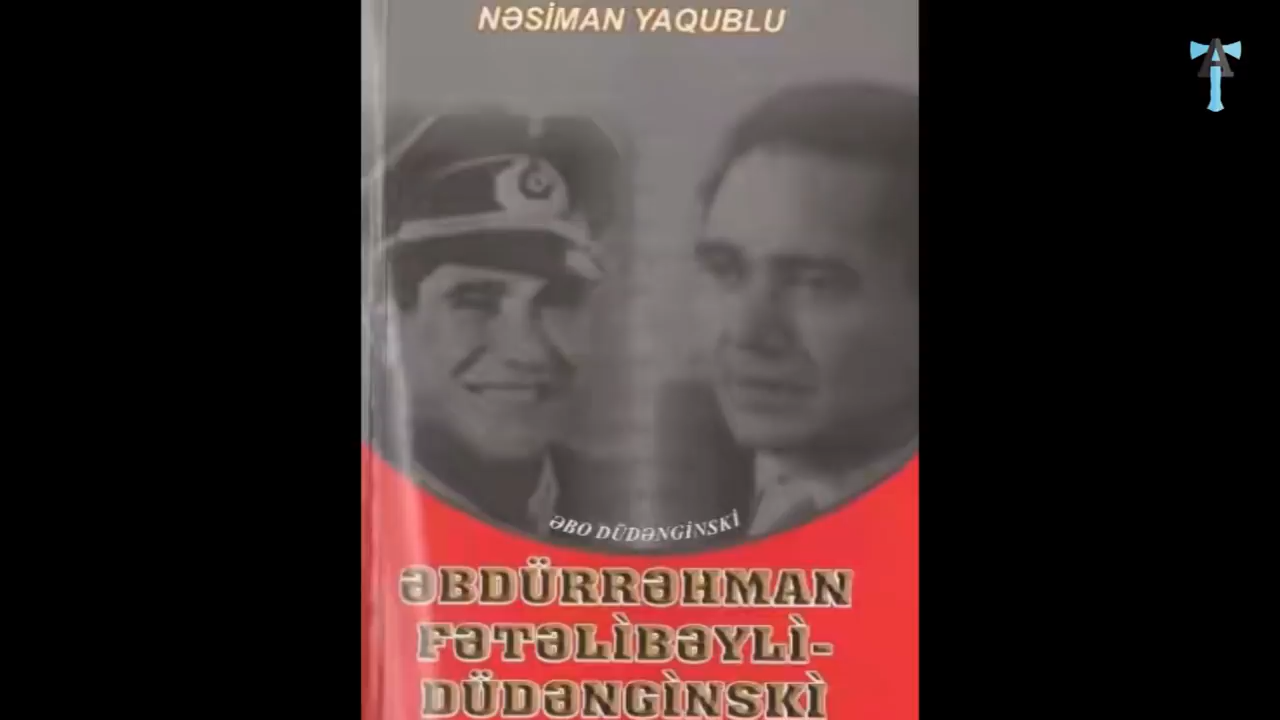 NƏSİMAN YAQUBLU
ƏBO DÜDƏNGİNSKİ
ƏBDÜRRƏHMAN
FƏTƏLİBƏYLİ-
DÜDƏNGİNSKİ